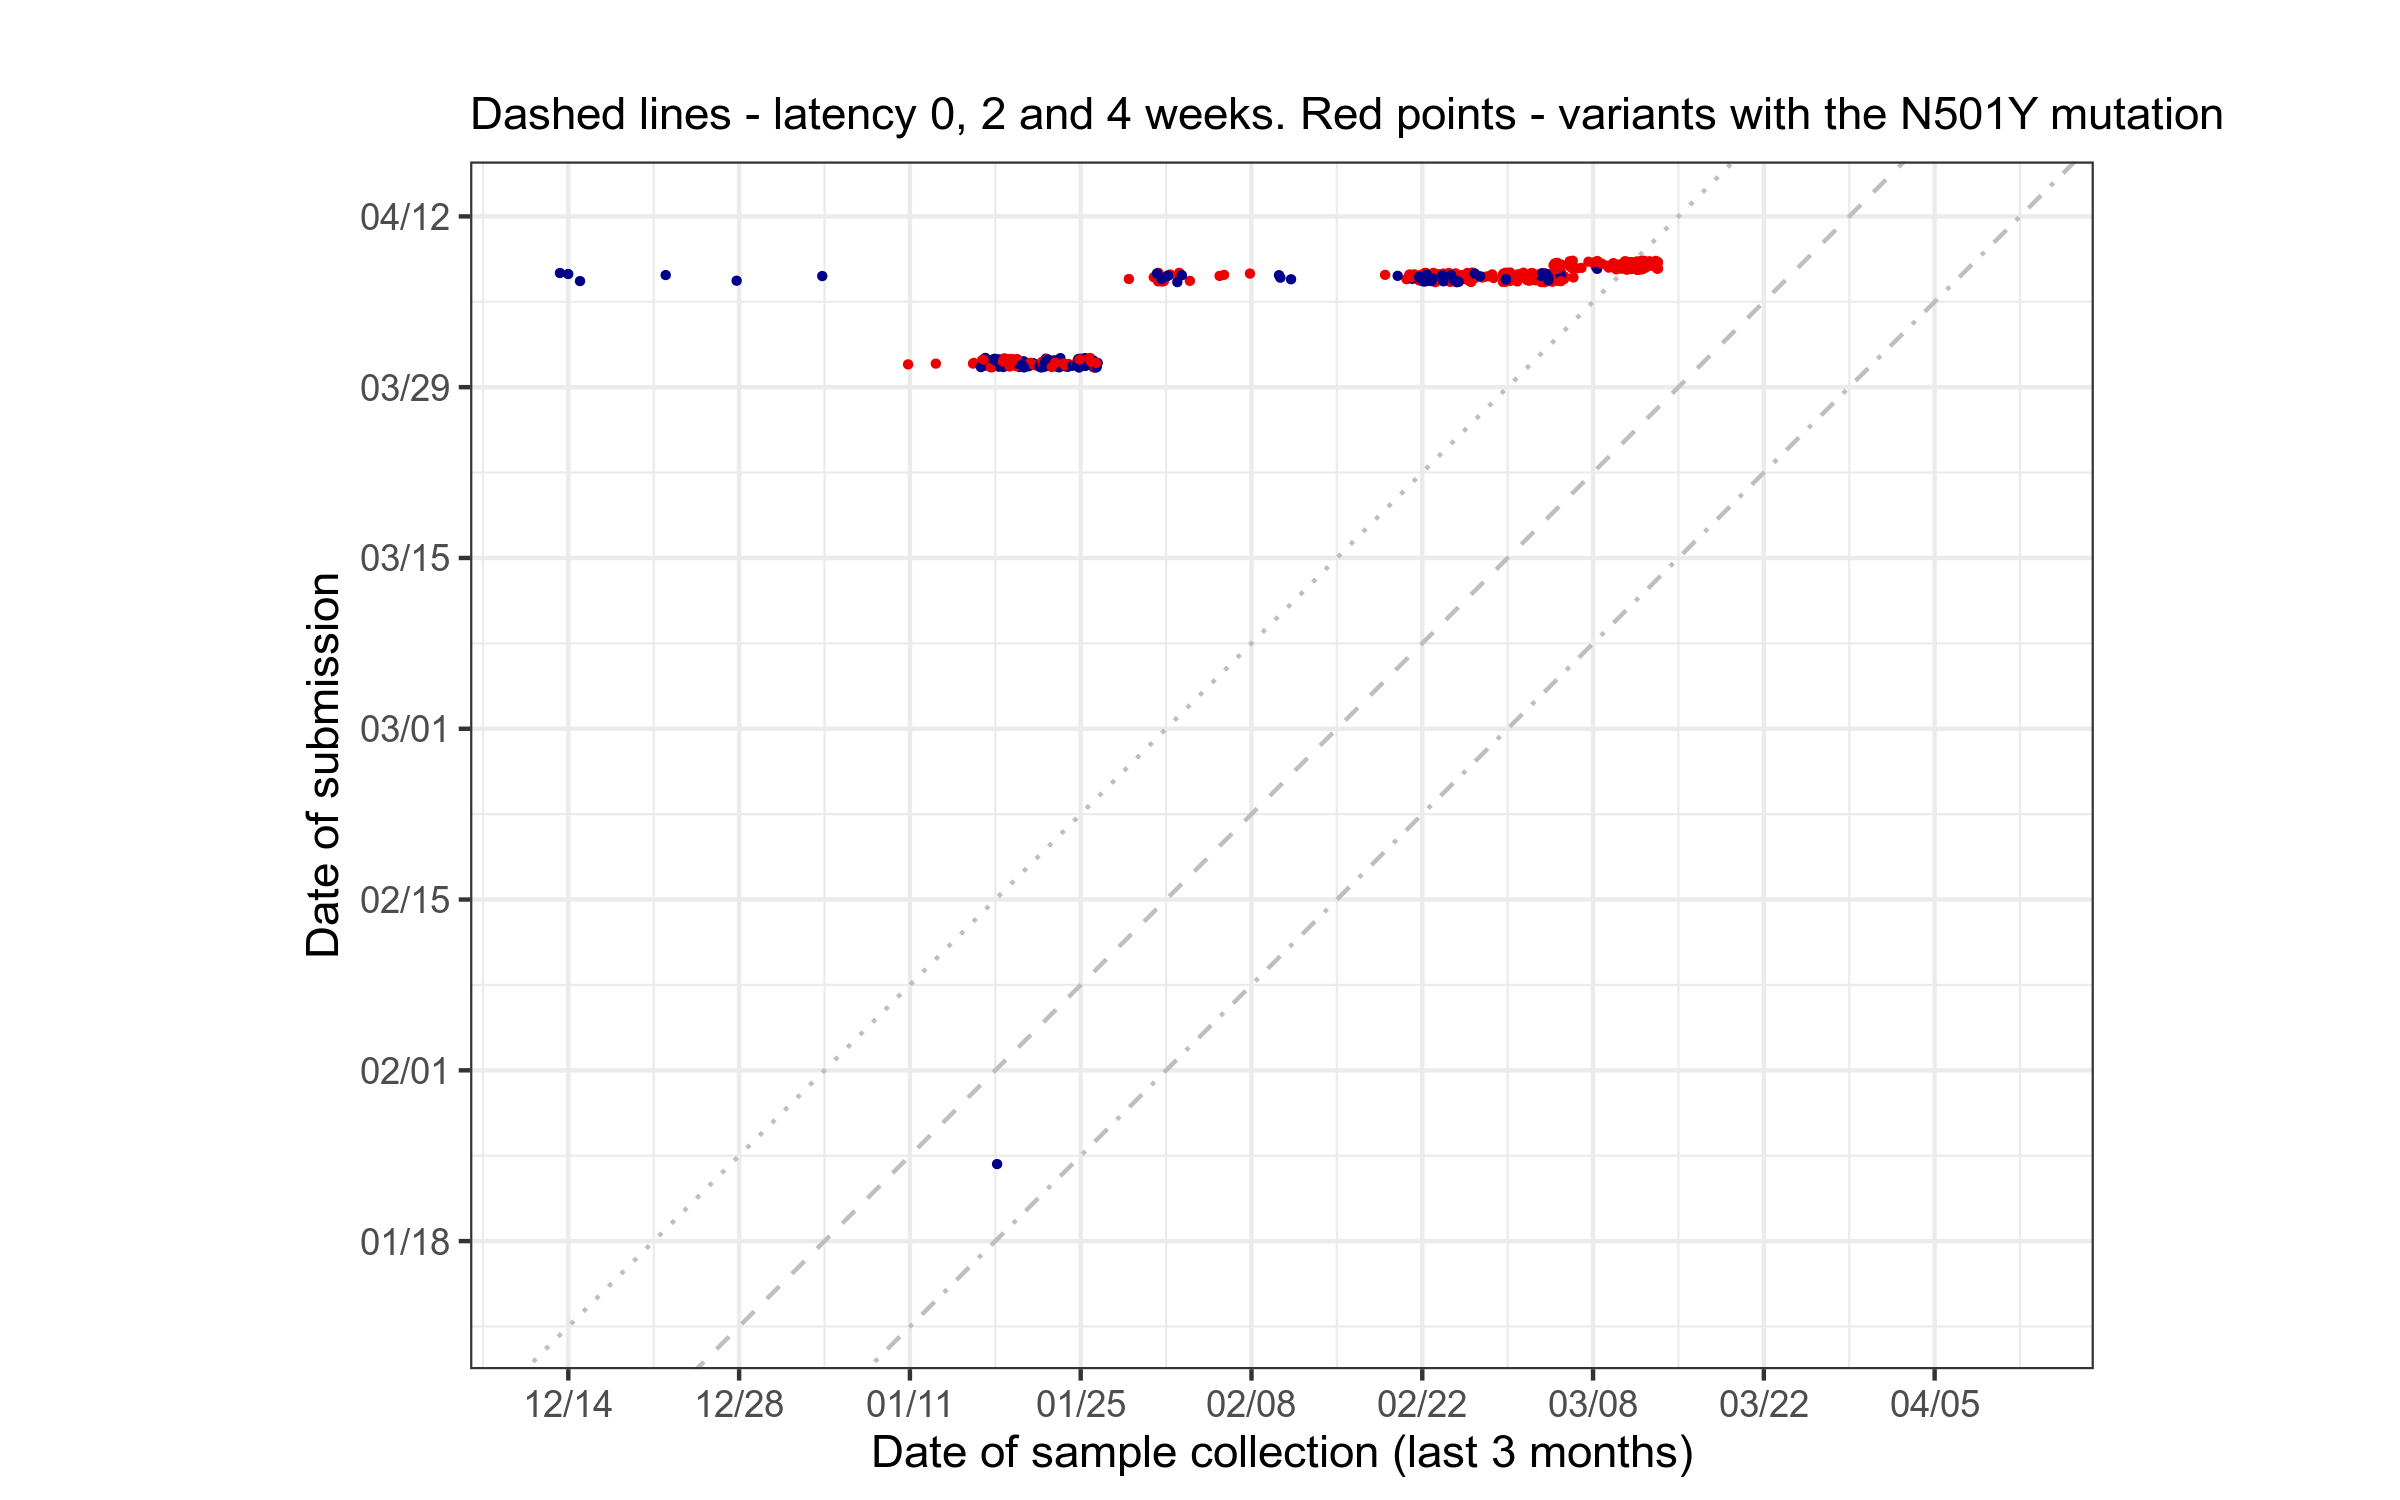 Dashed lines - latency 0, 2 and 4 weeks. Red points - variants with the N501Y mutation
04/12
03/29
03/15
03/01
02/15
02/01
01/18
Date of submission
12/14 12/28 01/11 01/25 02/08 02/22 03/08 03/22 04/05
Date of sample collection (last 3 months)